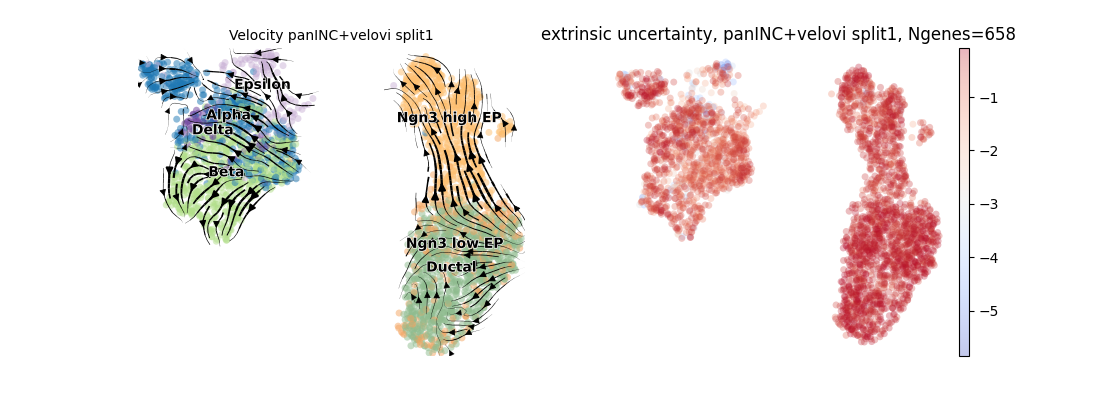 Velocity panINC+velovi split1
extrinsic uncertainty, panINC+velovi split1, Ngenes=658
Epsilon
Alpha
Delta
Beta
Ngn3 high EP
Ngn3 low EP
Ductal
−1
−2
−3
−4
−5